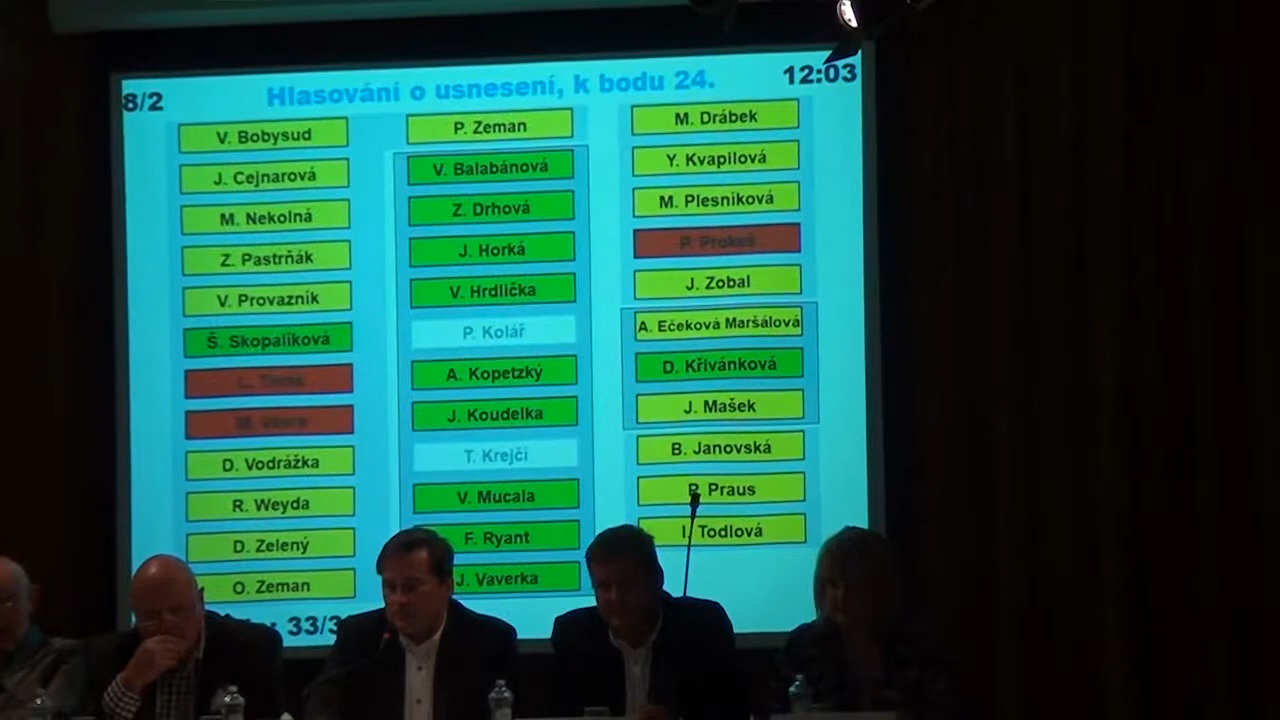 8/2
Hlasování o usnesení, k bodu 24.
12:03
V. Bobysud
J. Cejnarová
M. Nekolná
Z. Pastrňák
V. Provazník
Š. Skopalíková
D. Vodrážka
R. Weyda
D. Zelený
O. Zeman
P. Zeman
V. Balabánová
Z. Drhová
J. Horká
V. Hrdlička
P. Kolář
A. Kopetzký
J. Koudelka
T. Krejčí
V. Mucala
F. Ryant
J. Vaverka
M. Drábek
Y. Kvapilová
M. Plesníková
P. Prokeš
J. Zobal
A. Ečeková Maršálová
D. Křivánková
J. Mašek
B. Janovská
Praus
I. Todlová